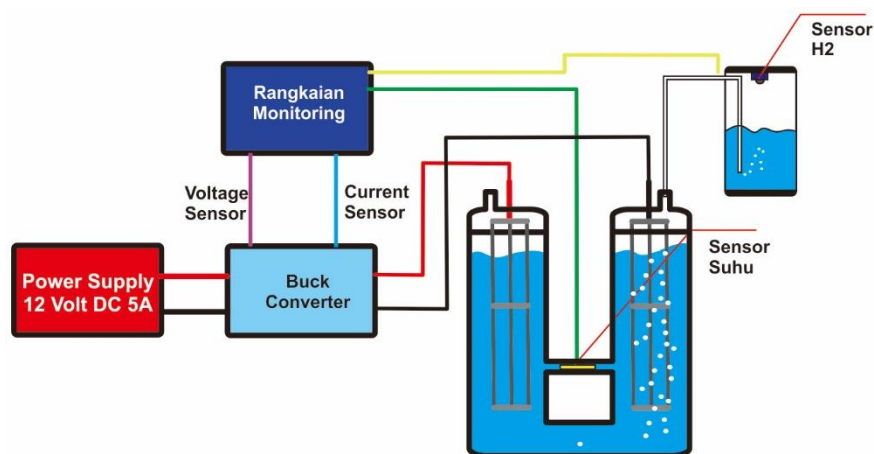 Sensor
H2
Rangkaian
Monitoring
Voltage
Sensor
Current
Sensor
Sensor
Suhu
Power Supply
12 Volt DC 5A
Buck
Converter